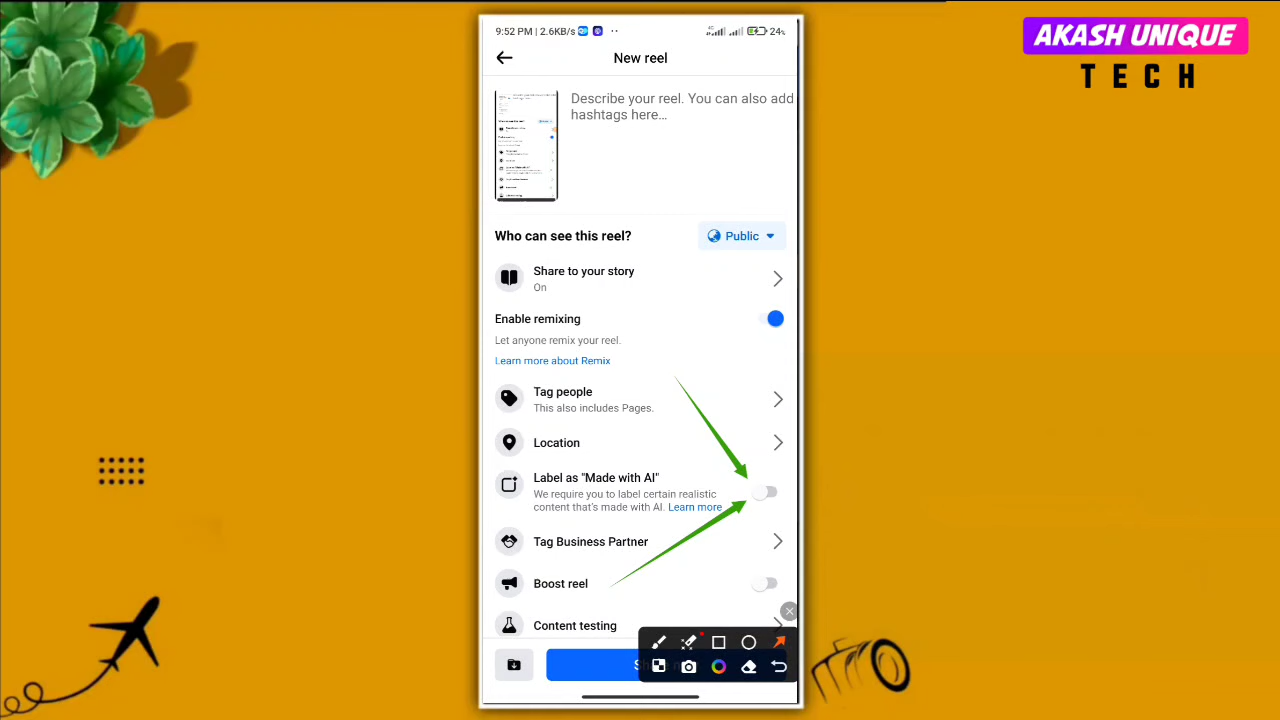 AKASH UNIQUE
TECH
9:52 PM | 2.6KB/s
4G
24%
New reel
Describe your reel. You can also add
hashtags here...
Who can see this reel?
Public
Share to your story
On
Enable remixing
Let anyone remix your reel.
Learn more about Remix
Tag people
This also includes Pages.
Location
Label as "Made with AI"
We require you to label certain realistic
content that's made with AI. Learn more
Tag Business Partner
Boost reel
Content testing